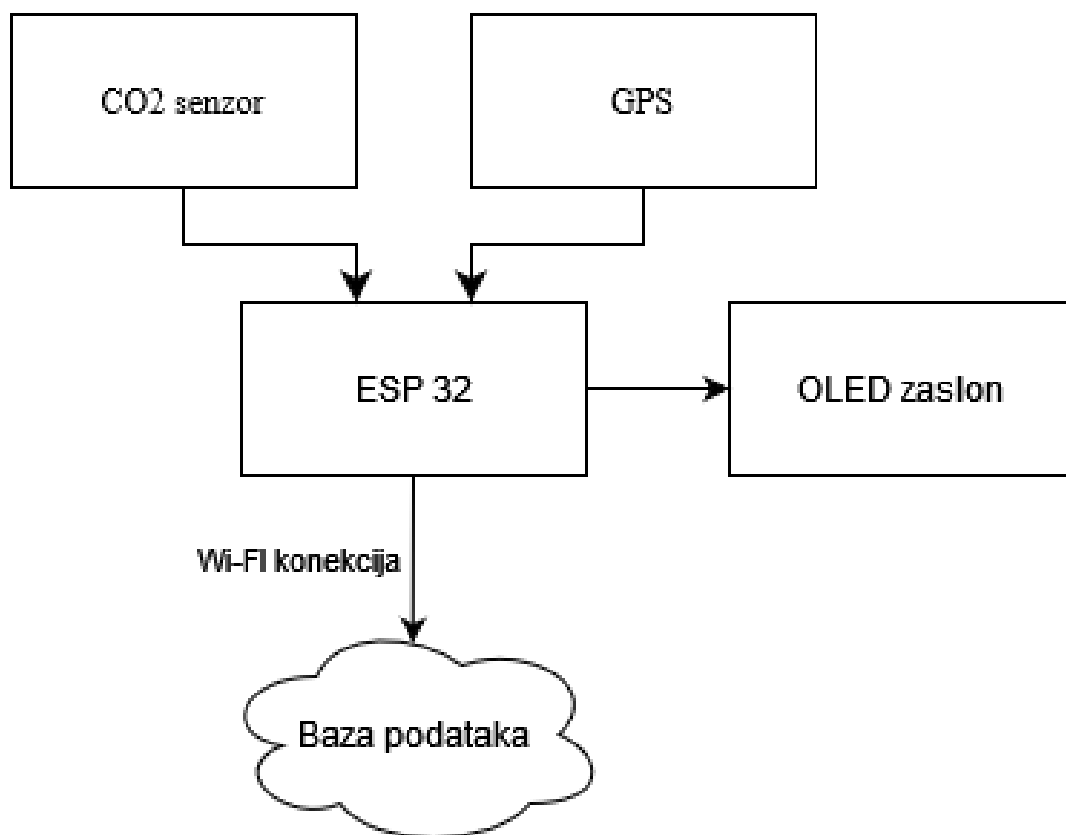 CO2 senzor
GPS
ESP 32
OLED zaslon
Wi-FI konekcija
Baza podataka